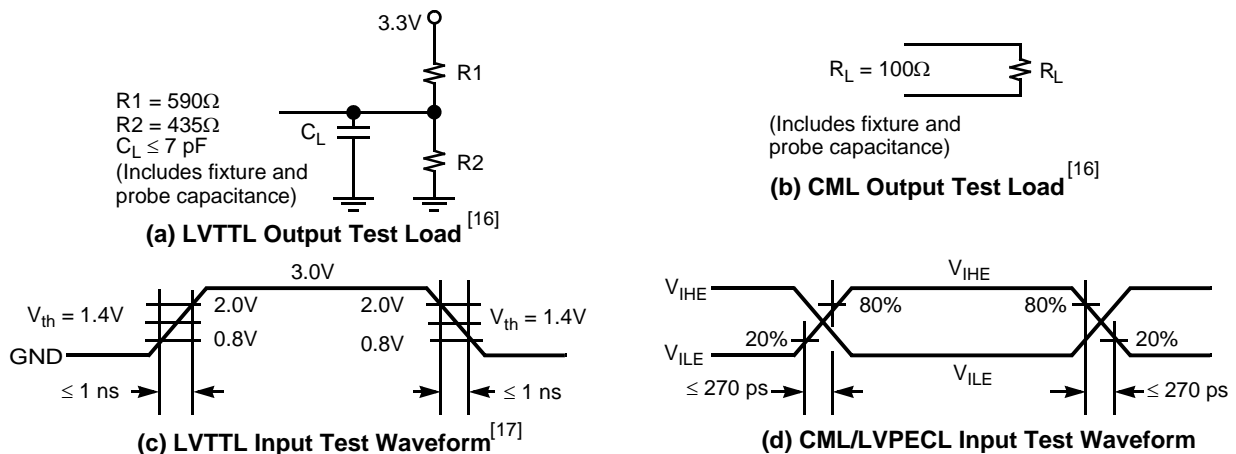 3.3V
R1
R1 = 590Ω
R2 = 435Ω
C_L ≤ 7 pF
(Includes fixture and
probe capacitance)
C_L
R2
(a) LVTTL Output Test Load [16]
R_L = 100Ω
R_L
(Includes fixture and
probe capacitance)
(b) CML Output Test Load [16]
3.0V
V_th = 1.4V
2.0V
0.8V
2.0V
0.8V
V_th = 1.4V
GND
≤ 1 ns
≤ 1 ns
(c) LVTTL Input Test Waveform [17]
V_IHE
V_IHE
80%
80%
20%
20%
V_ILE
V_ILE
≤ 270 ps
≤ 270 ps
(d) CML/LVPECL Input Test Waveform